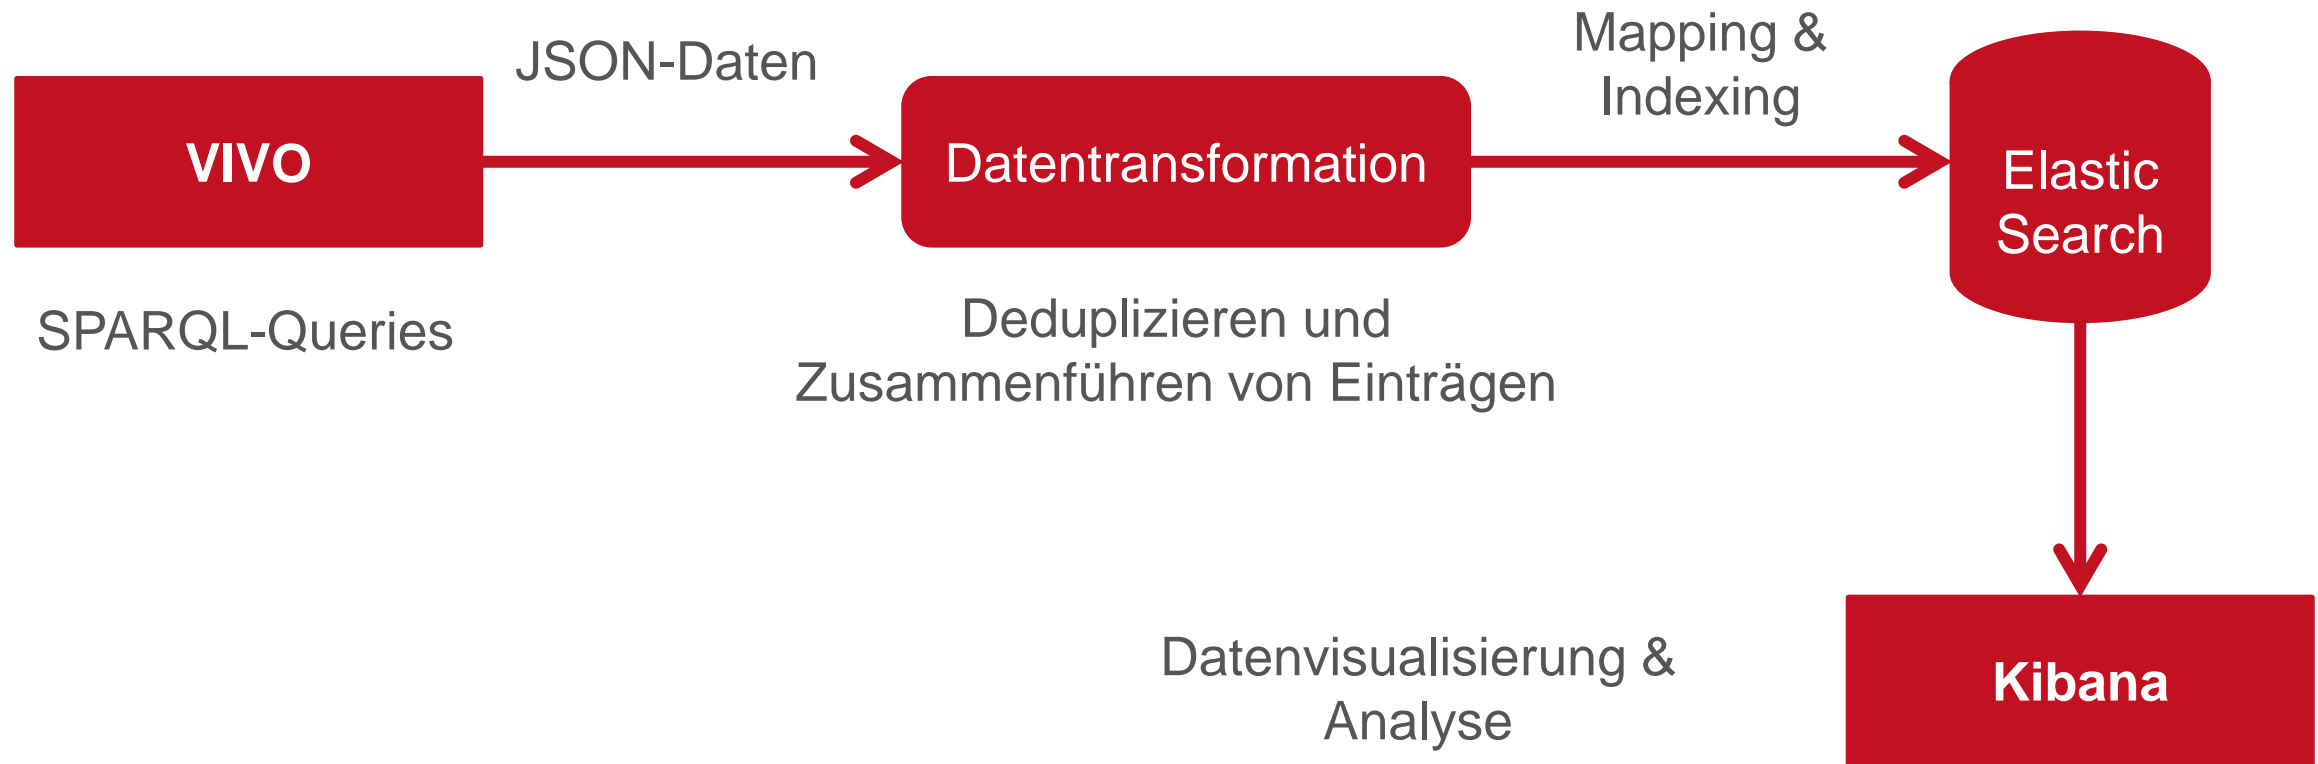 VIVO
SPARQL-Queries
JSON-Daten
Datentransformation
Deduplizieren und
Zusammenführen von Einträgen
Mapping &
Indexing
Elastic
Search
Datenvisualisierung &
Analyse
Kibana